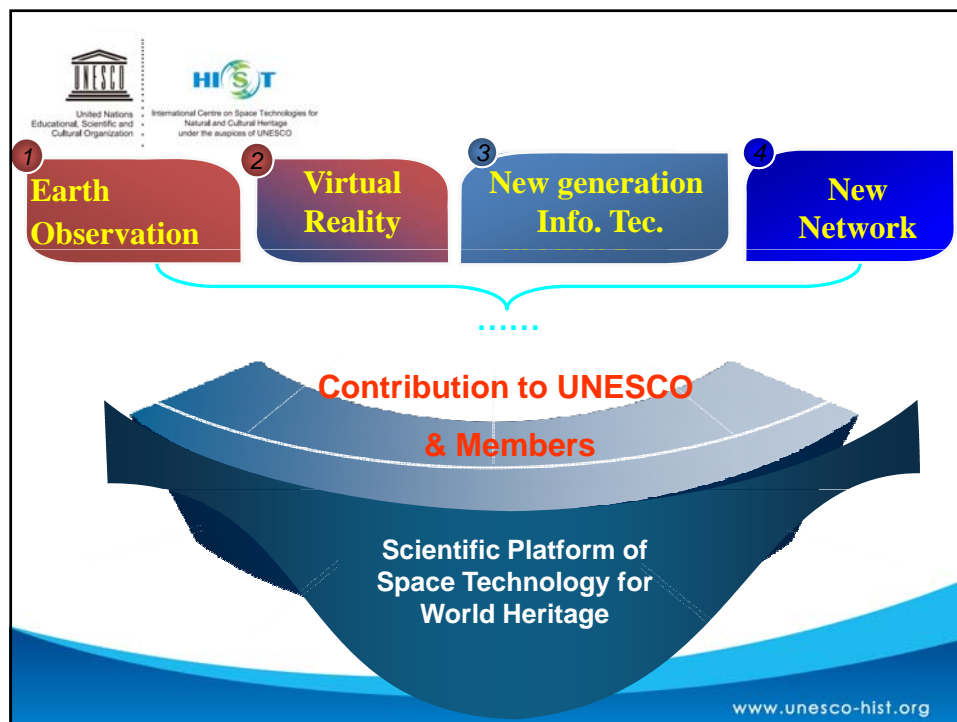 UNESCO
United Nations
Educational, Scientific and
Cultural Organization
HIST
International Centre on Space Technologies for
Natural and Cultural Heritage
under the auspices of UNESCO
1
Earth
Observation
2
Virtual
Reality
3
New generation
Info. Tec.
4
New
Network
......
Contribution to UNESCO
& Members
Scientific Platform of
Space Technology for
World Heritage
www.unesco-hist.org